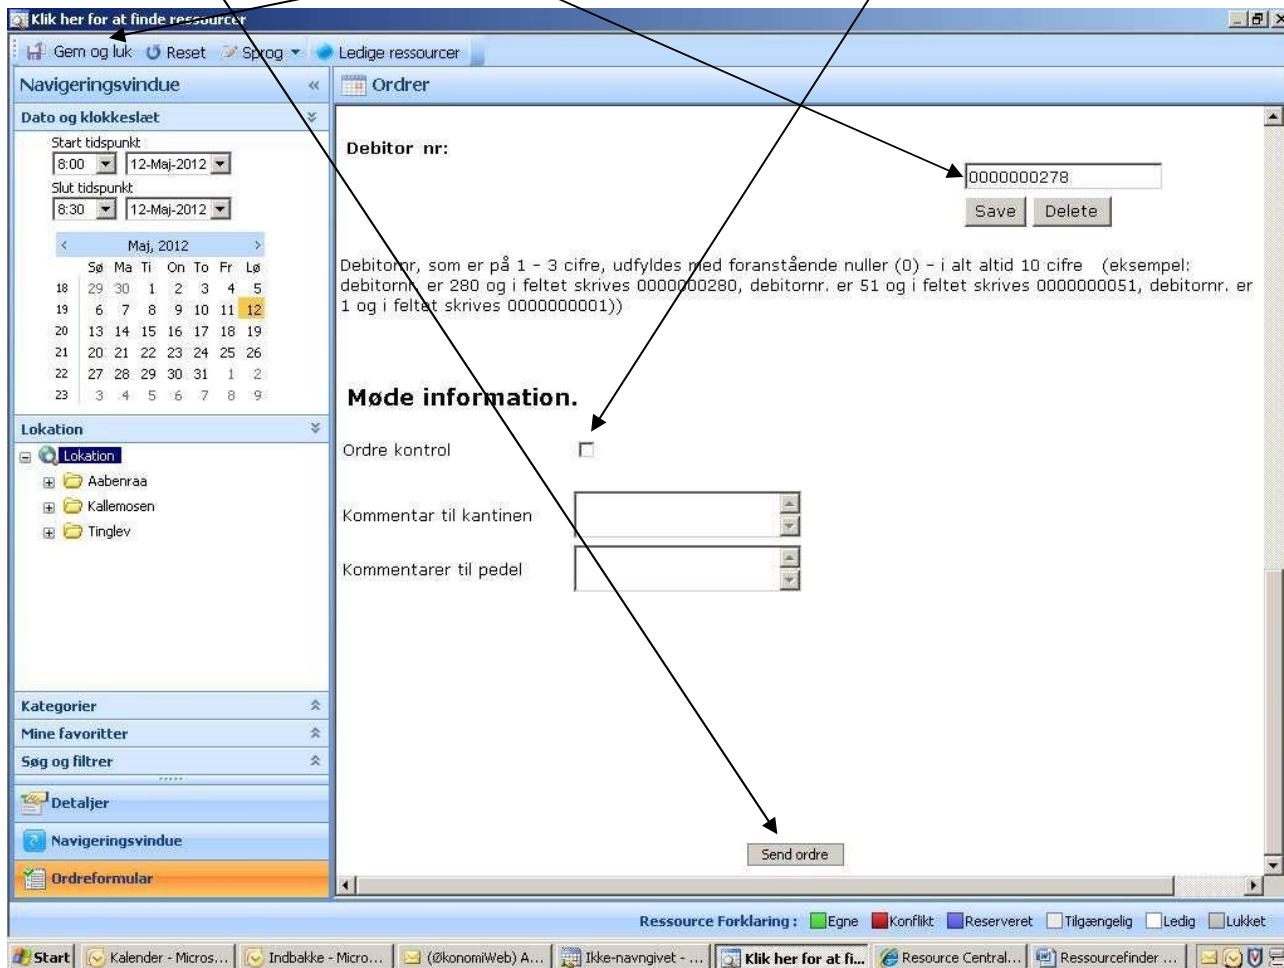 Klik her for at finde ressourcer
Gem og luk Reset Sprog Ledige ressourcer
Navigeringsvindue
Ordrer
Dato og klokkeslæt
Start tidspunkt
8:00 12-Maj-2012
Slut tidspunkt
8:30 12-Maj-2012
Maj, 2012
Sø Ma Ti On To Fr Lø
18 29 30 1 2 3 4 5
19 6 7 8 9 10 11 12
20 13 14 15 16 17 18 19
21 20 21 22 23 24 25 26
22 27 28 29 30 31 1 2
23 3 4 5 6 7 8 9
Lokation
Lokation
Aabenraa
Kallemosen
Tinglev
Kategorier
Mine favoritter
Søg og filtrer
Detaljer
Navigeringsvindue
Ordreformular
Debitor nr:
0000000278
Save Delete
Debitornr, som er på 1 - 3 cifre, udfyldes med foranstående nuller (0) - i alt altid 10 cifre (eksempel:
debitornr. er 280 og i feltet skrives 0000000280, debitornr. er 51 og i feltet skrives 0000000051, debitornr. er
1 og i feltet skrives 0000000001))
Møde information.
Ordre kontrol
Kommentar til kantinen
Kommentarer til pedel
Send ordre
Ressource Forklaring : Egne Konflikt Reserveret Tilgængelig Ledig Lukket
Start Kalender - Micros... Indbakke - Micro... (ØkonomiWeb) A... Ikke-navngivet - ... Klik her for at fi... Resource Central... Ressourcefinder ...